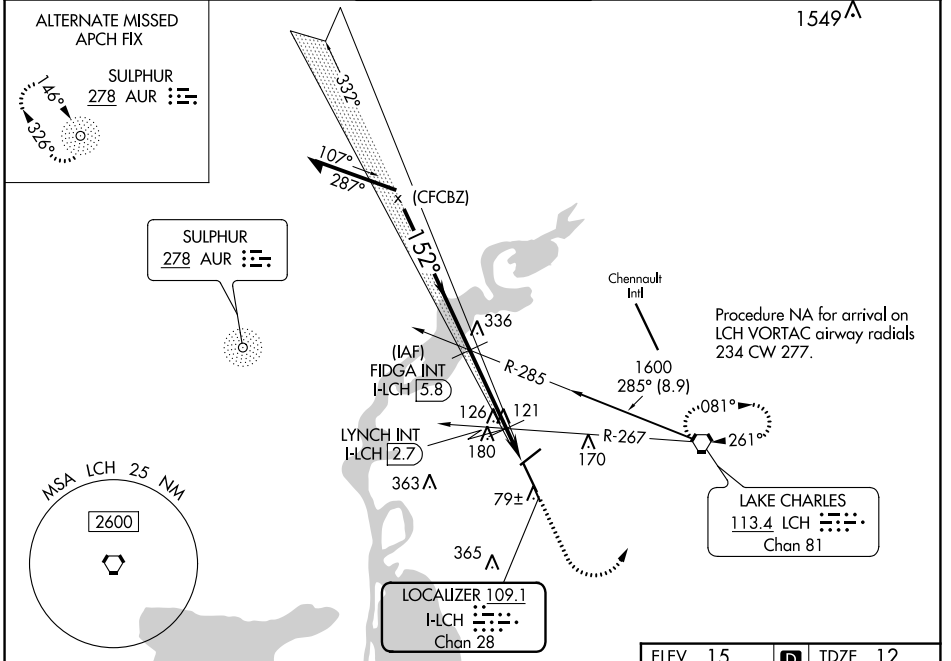 ALTERNATE MISSED
APCH FIX
SULPHUR
278 AUR
146°
326°
1549
332°
107°
287°
(CFCBZ)
152°
SULPHUR
278 AUR
Chennault
Intl
Procedure NA for arrival on
LCH VORTAC airway radials
234 CW 277.
336
(IAF)
FIDGA INT
I-LCH 5.8
R-285
1600
285° (8.9)
081°
261°
126
121
LYNCH INT
I-LCH 2.7
180
R-267
170
MSA LCH 25 NM
2600
363
79±
LAKE CHARLES
113.4 LCH
Chan 81
365
LOCALIZER 109.1
I-LCH
Chan 28
ELEV 15
D
TDZE 12